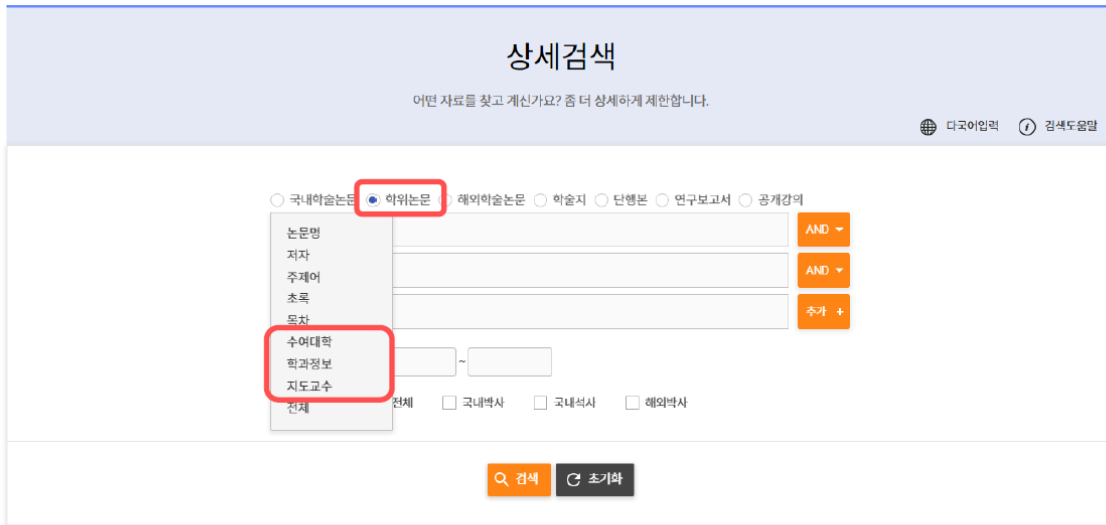 상세검색
어떤 자료를 찾고 계신가요? 좀 더 상세하게 제한합니다.
다국어입력 검색도움말
국내학술논문 학위논문 해외학술논문 학술지 단행본 연구보고서 공개강의
논문명
AND
저자
주제어
AND
초록
추가 +
목차
수여대학
학과정보
~
지도교수
전체
전체 국내박사 국내석사 해외박사
검색 초기화